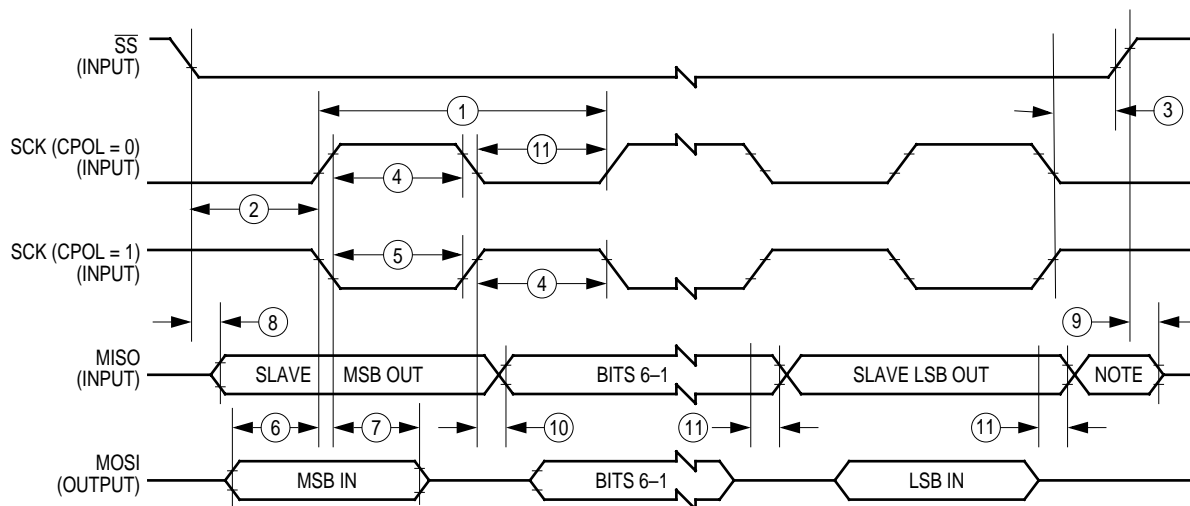 SS
(INPUT)
1
3
SCK (CPOL = 0)
(INPUT)
11
4
2
SCK (CPOL = 1)
(INPUT)
5
4
8
9
MISO
(INPUT)
SLAVE MSB OUT
BITS 6–1
SLAVE LSB OUT
NOTE
6
7
10
11
11
MOSI
(OUTPUT)
MSB IN
BITS 6–1
LSB IN